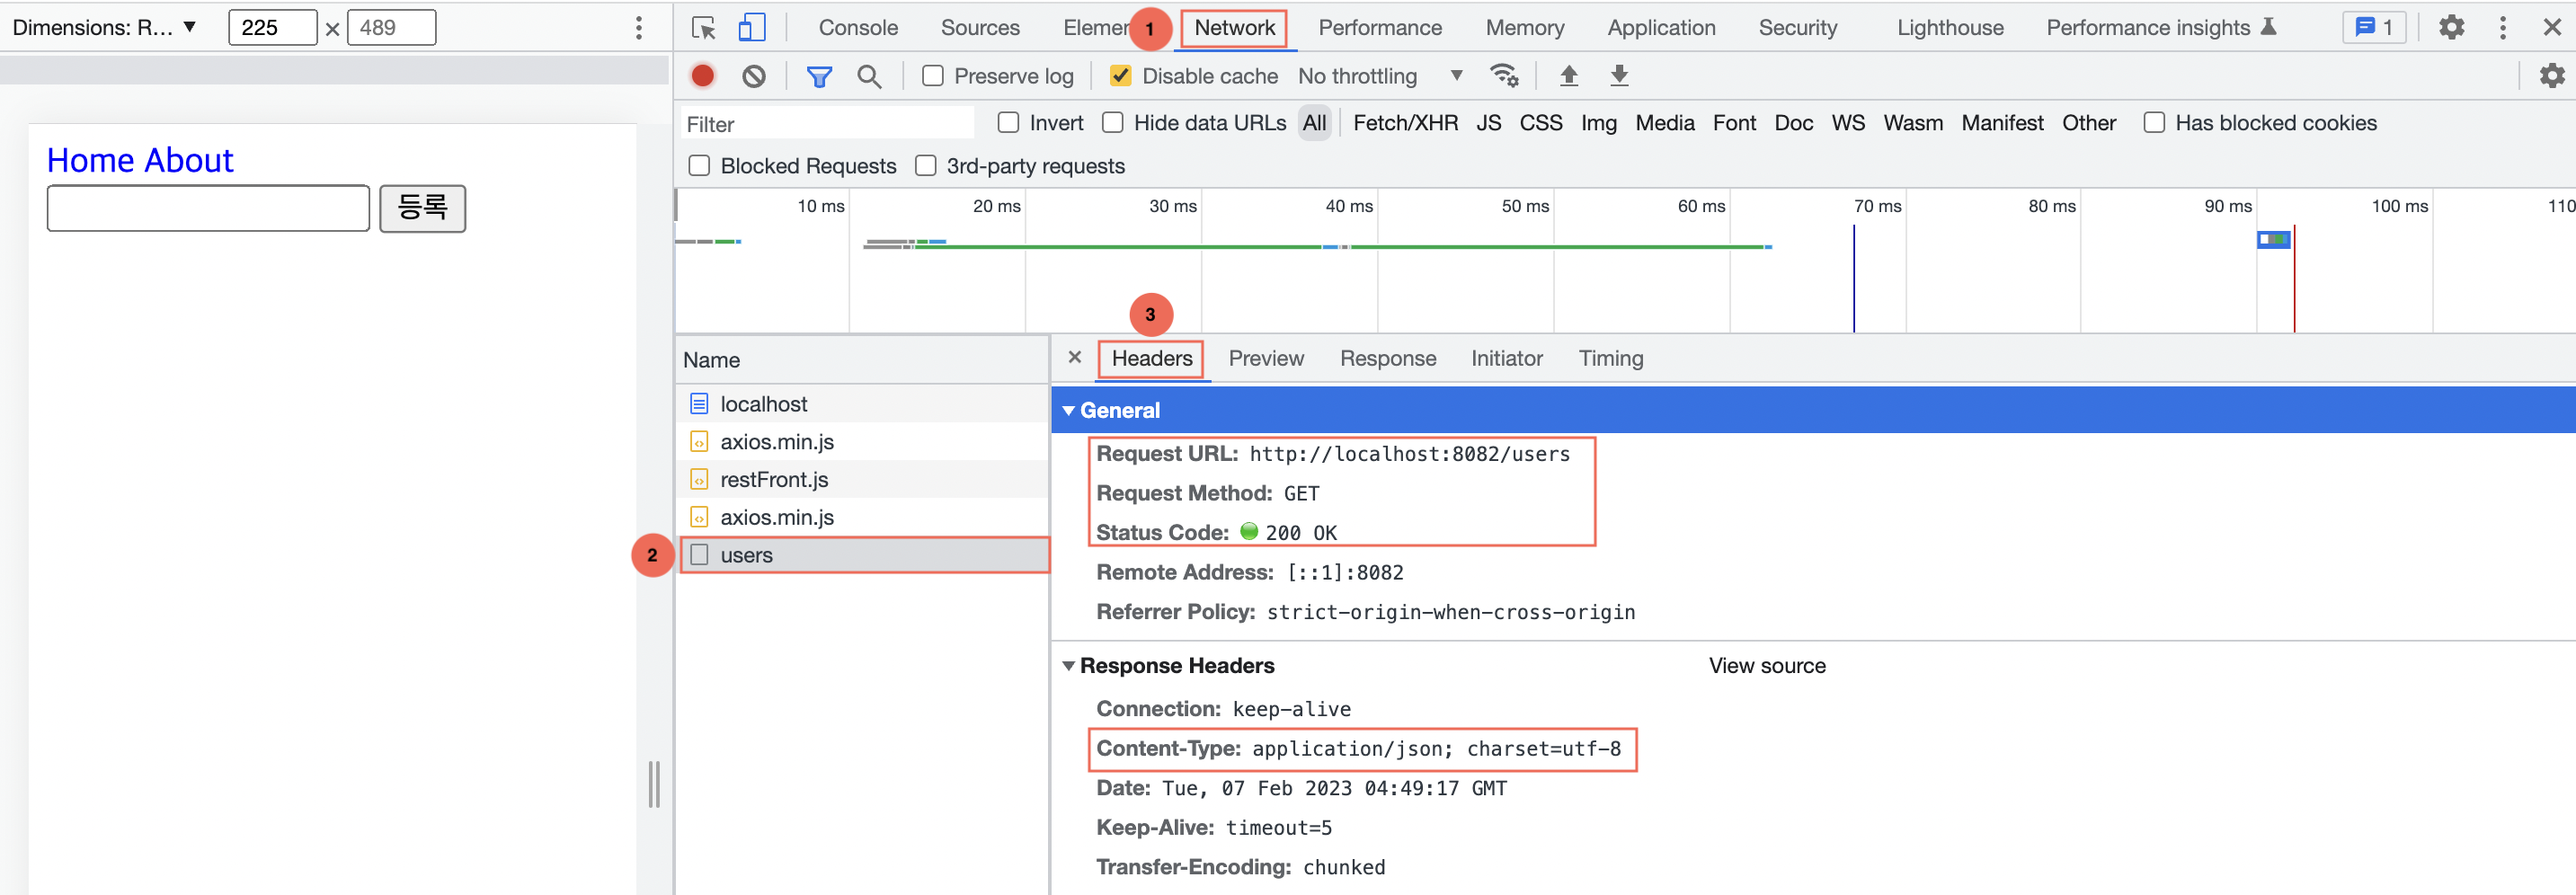 Dimensions: R... ▼ 225 × 489
Console Sources Elemer 1 Network Performance Memory Application Security Lighthouse Performance insights 1
Preserve log Disable cache No throttling ▼
Filter Invert Hide data URLs All Fetch/XHR JS CSS Img Media Font Doc WS Wasm Manifest Other Has blocked cookies
Blocked Requests 3rd-party requests
Home About
등록
10 ms 20 ms 30 ms 40 ms 50 ms 60 ms 70 ms 80 ms 90 ms 100 ms 110
3
Name
× Headers Preview Response Initiator Timing
localhost
axios.min.js
restFront.js
axios.min.js
2 users
▼ General
Request URL: http://localhost:8082/users
Request Method: GET
Status Code: 200 OK
Remote Address: [::1]:8082
Referrer Policy: strict-origin-when-cross-origin
▼ Response Headers View source
Connection: keep-alive
Content-Type: application/json; charset=utf-8
Date: Tue, 07 Feb 2023 04:49:17 GMT
Keep-Alive: timeout=5
Transfer-Encoding: chunked